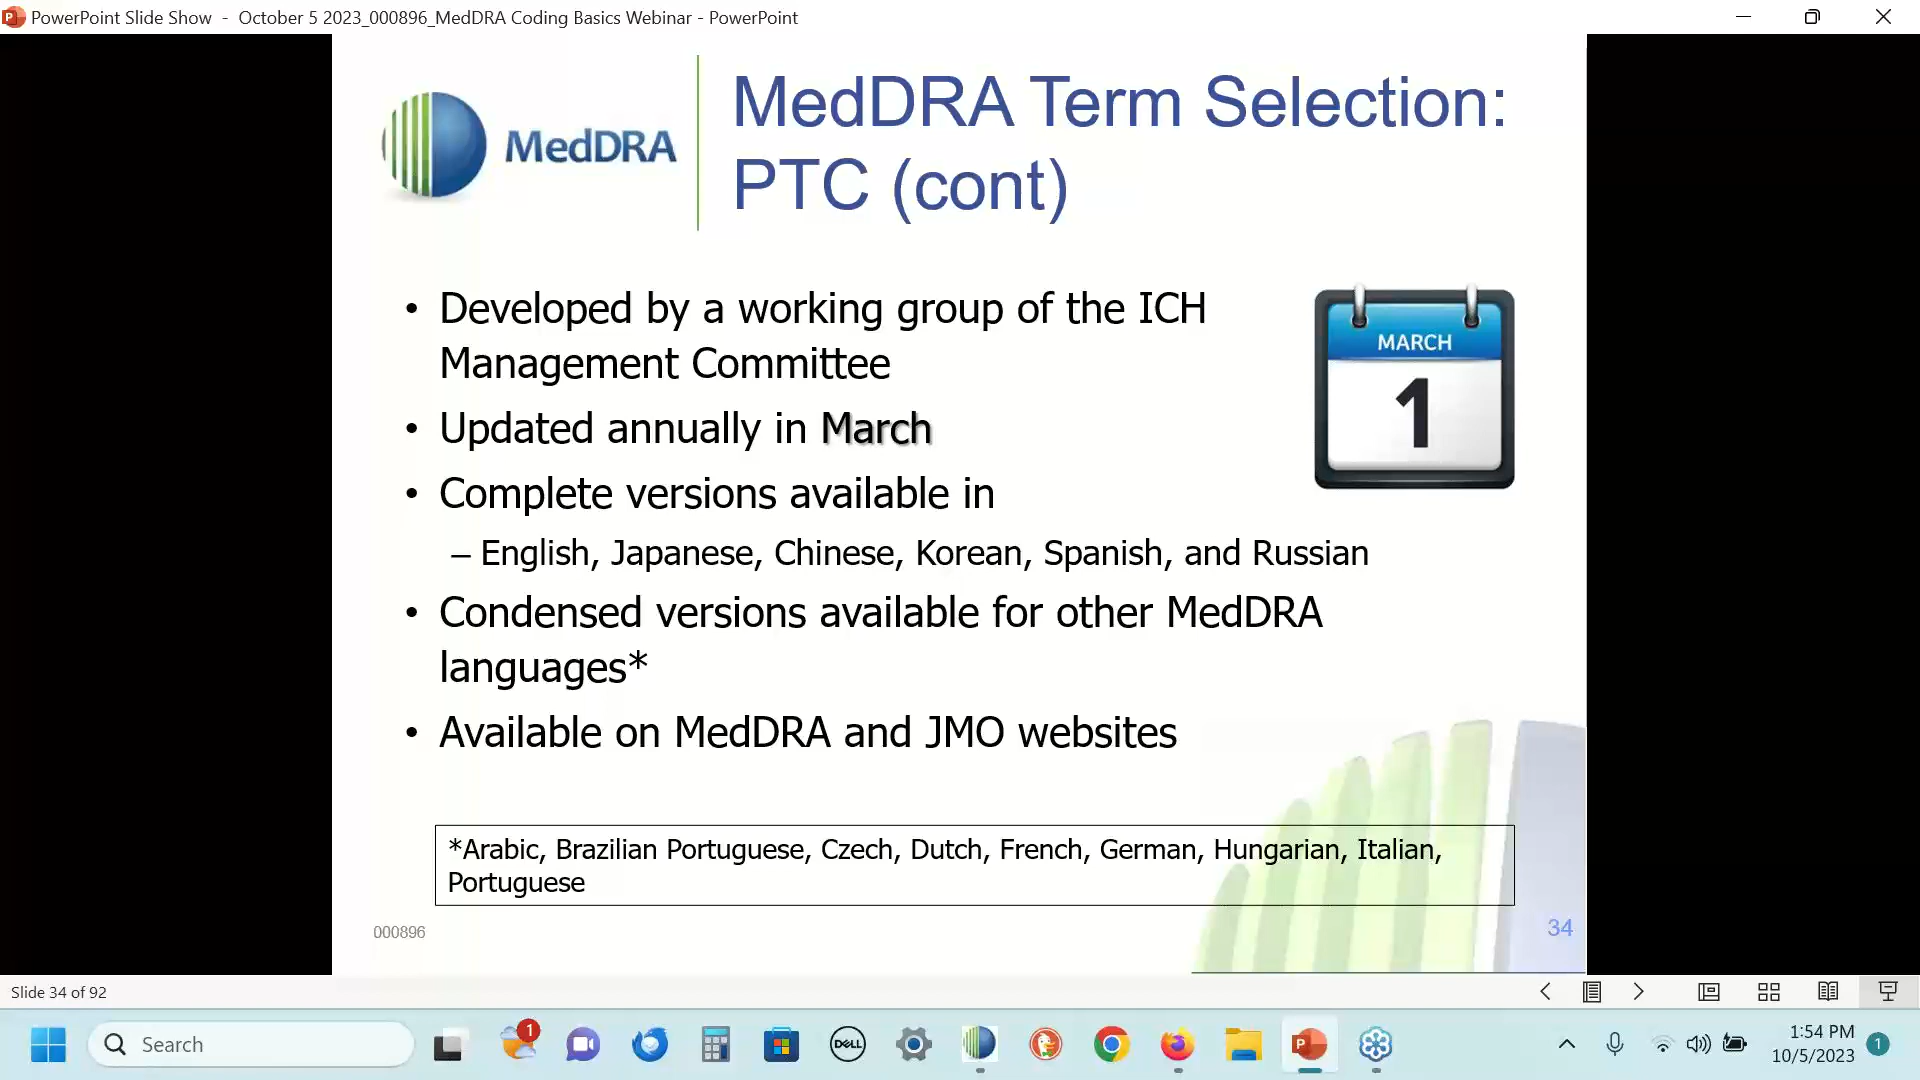 PowerPoint Slide Show - October 5 2023_000896_MedDRA Coding Basics Webinar - PowerPoint
MedDRA
MedDRA Term Selection:
PTC (cont)
• Developed by a working group of the ICH
Management Committee
• Updated annually in March
• Complete versions available in
– English, Japanese, Chinese, Korean, Spanish, and Russian
• Condensed versions available for other MedDRA
languages*
• Available on MedDRA and JMO websites
MARCH
1
*Arabic, Brazilian Portuguese, Czech, Dutch, French, German, Hungarian, Italian,
Portuguese
000896
34
Slide 34 of 92
Search
1
DELL
1:54 PM
10/5/2023
1